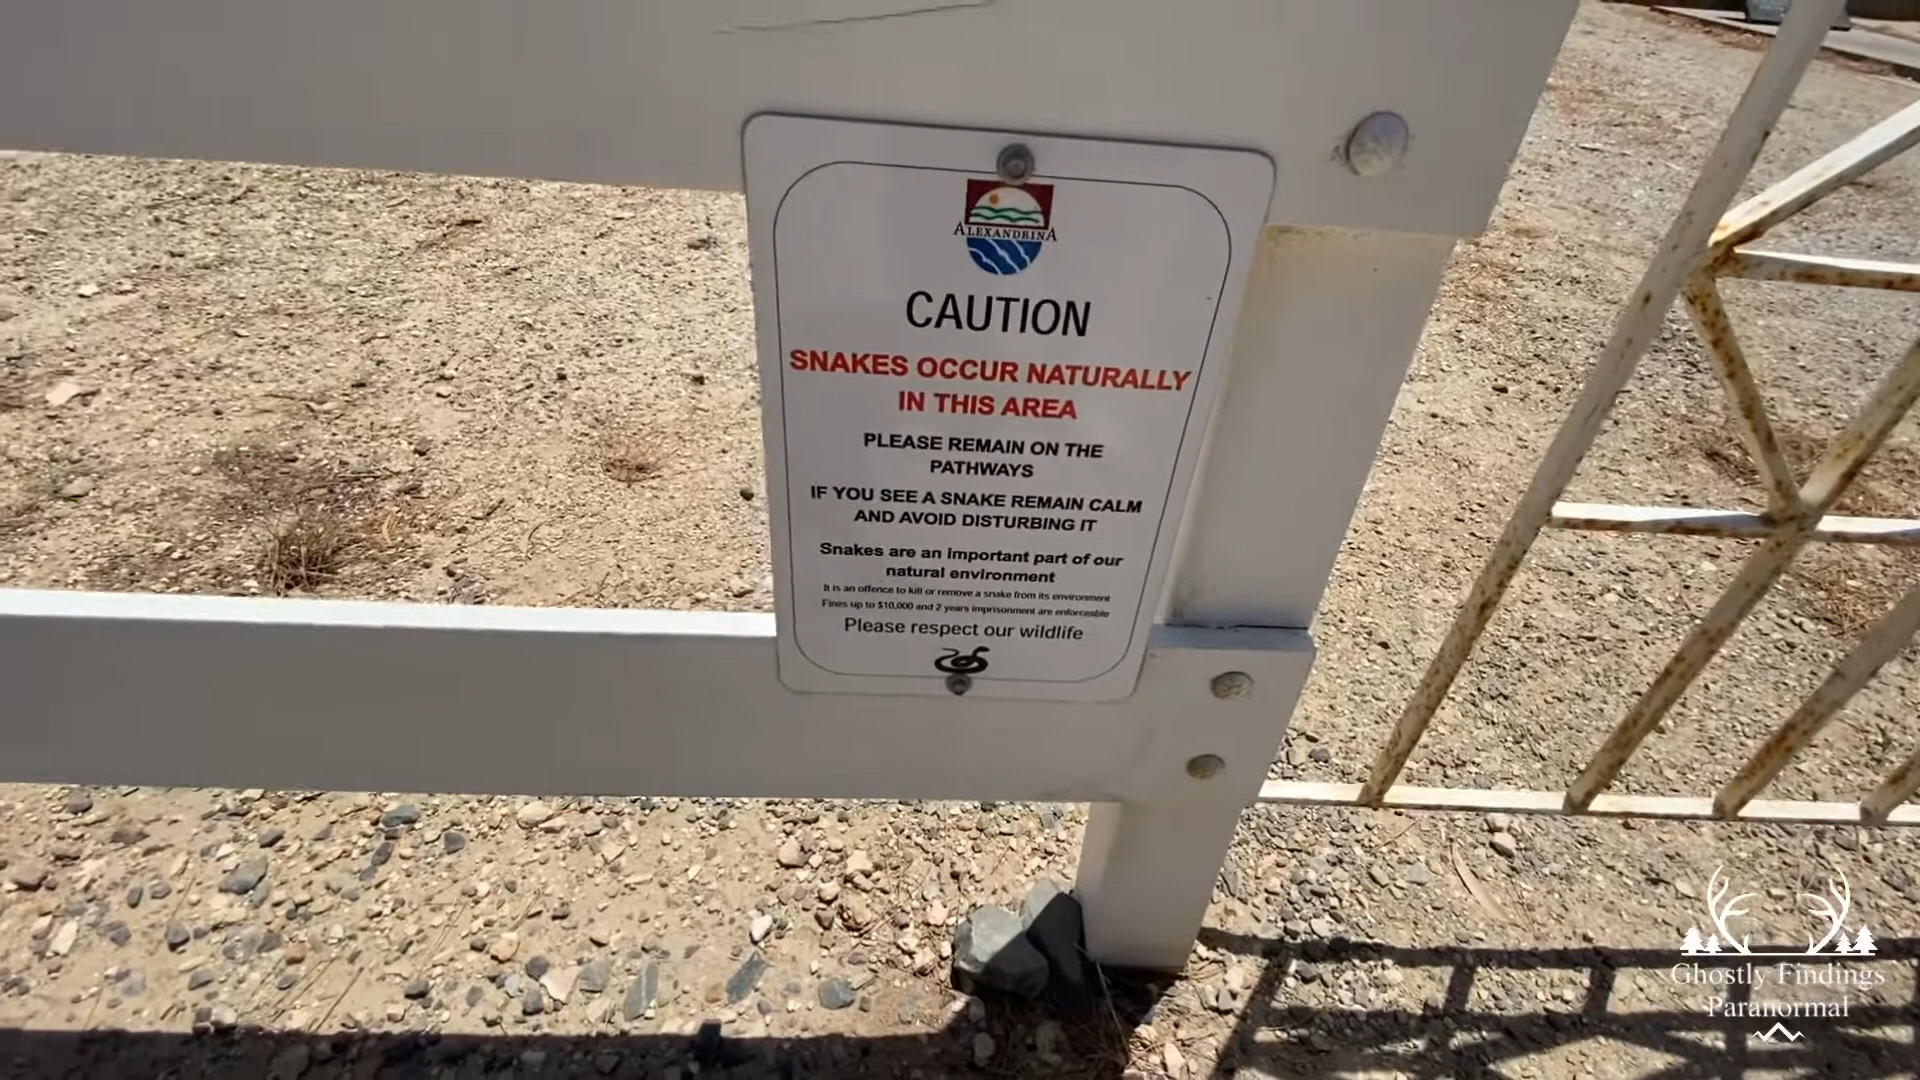 ALEXANDRINA
CAUTION
SNAKES OCCUR NATURALLY
IN THIS AREA
PLEASE REMAIN ON THE
PATHWAYS
IF YOU SEE A SNAKE REMAIN CALM
AND AVOID DISTURBING IT
Snakes are an important part of our
natural environment
It is an offence to kill or remove a snake from its environment
Fines up to $10,000 and 2 years imprisonment are enforceable
Please respect our wildlife
Ghostly Findings
Paranormal